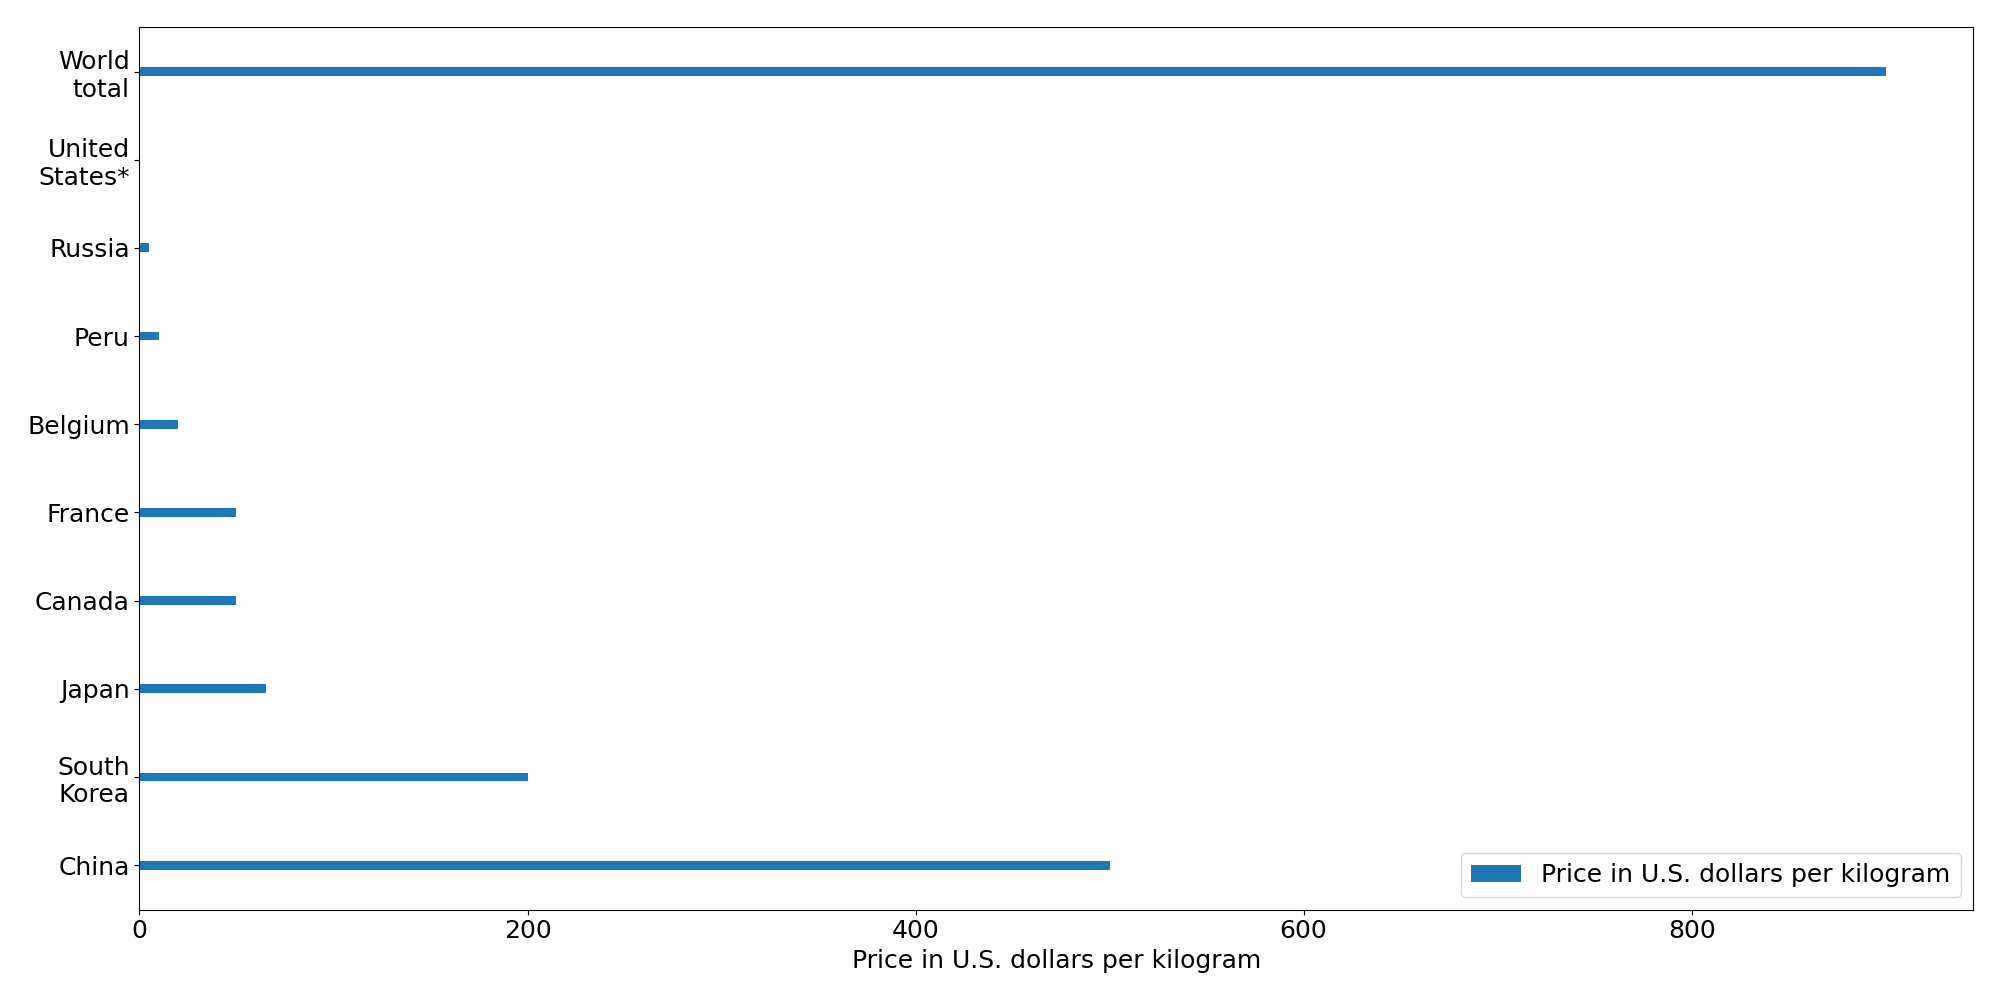 World
total
United
States*
Russia
Peru
Belgium
France
Canada
Japan
South
Korea
China
Price in U.S. dollars per kilogram
0 200 400 600 800
Price in U.S. dollars per kilogram